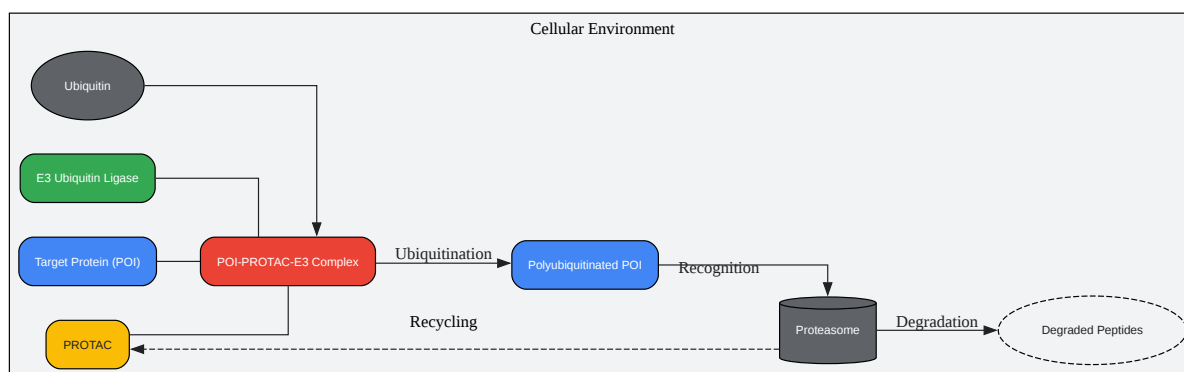 Cellular Environment
Ubiquitin
E3 Ubiquitin Ligase
Target Protein (POI)
POI-PROTAC-E3 Complex
Ubiquitination
Polyubiquitinated POI
Recognition
PROTAC
Recycling
Proteasome
Degradation
Degraded Peptides